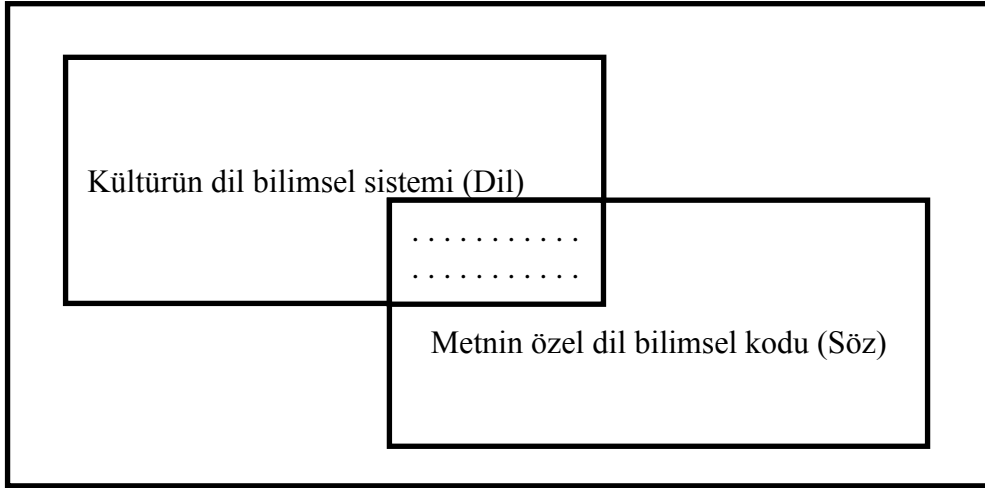 Kültürün dil bilimsel sistemi (Dil)
. . . . . . . . . . .
. . . . . . . . . . .
Metnin özel dil bilimsel kodu (Söz)